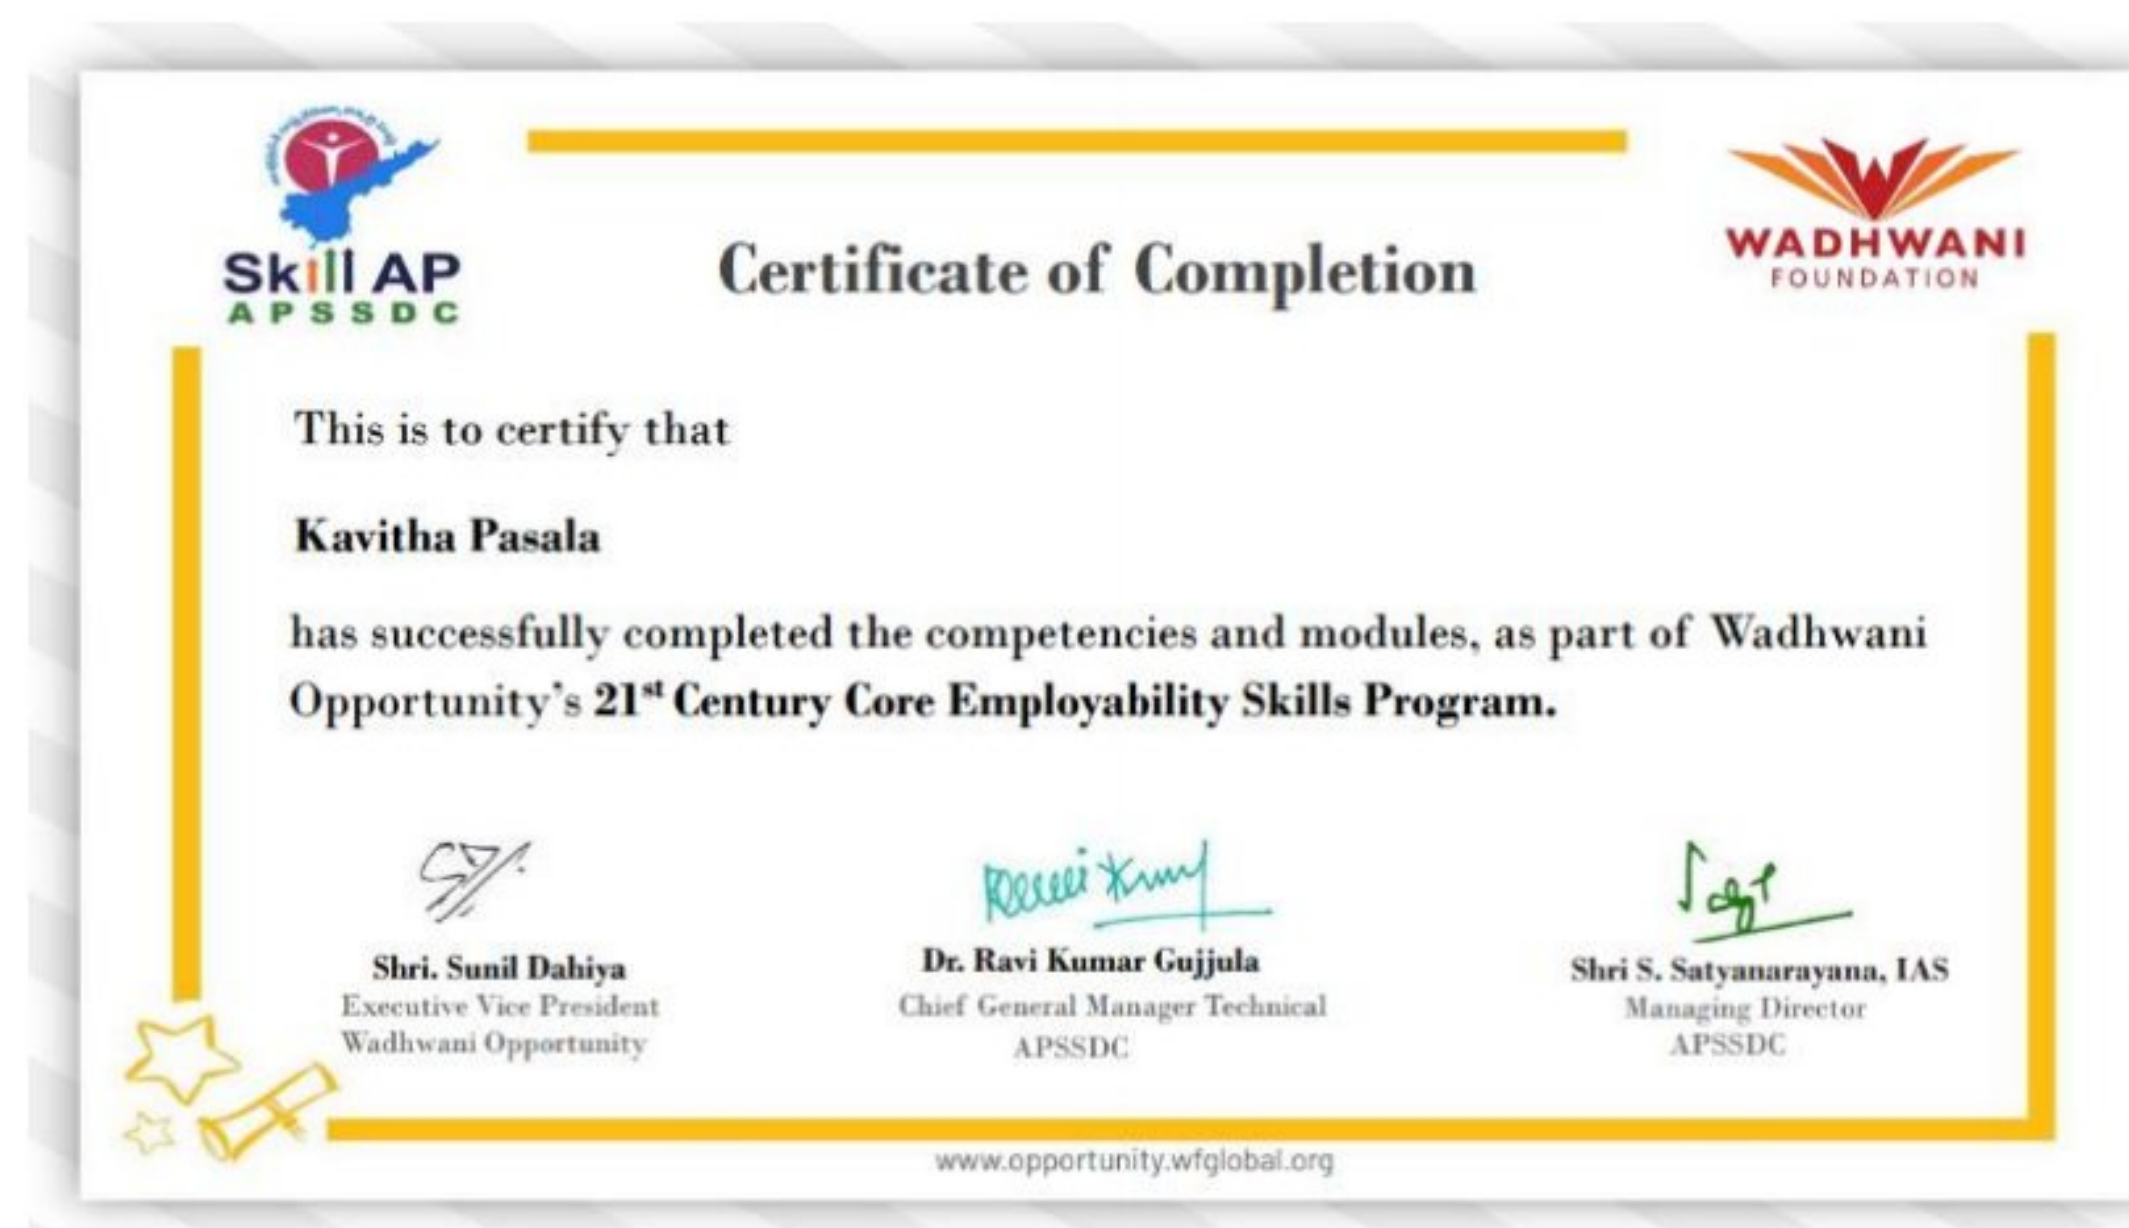 Skill AP
APSSDC
WADHWANI
FOUNDATION
Certificate of Completion
This is to certify that
Kavitha Pasala
has successfully completed the competencies and modules, as part of Wadhwani
Opportunity's 21st Century Core Employability Skills Program.
Shri. Sunil Dahiya
Executive Vice President
Wadhwani Opportunity
Dr. Ravi Kumar Gujjula
Chief General Manager Technical
APSSDC
Shri S. Satyanarayana, IAS
Managing Director
APSSDC
www.opportunity.wfglobal.org